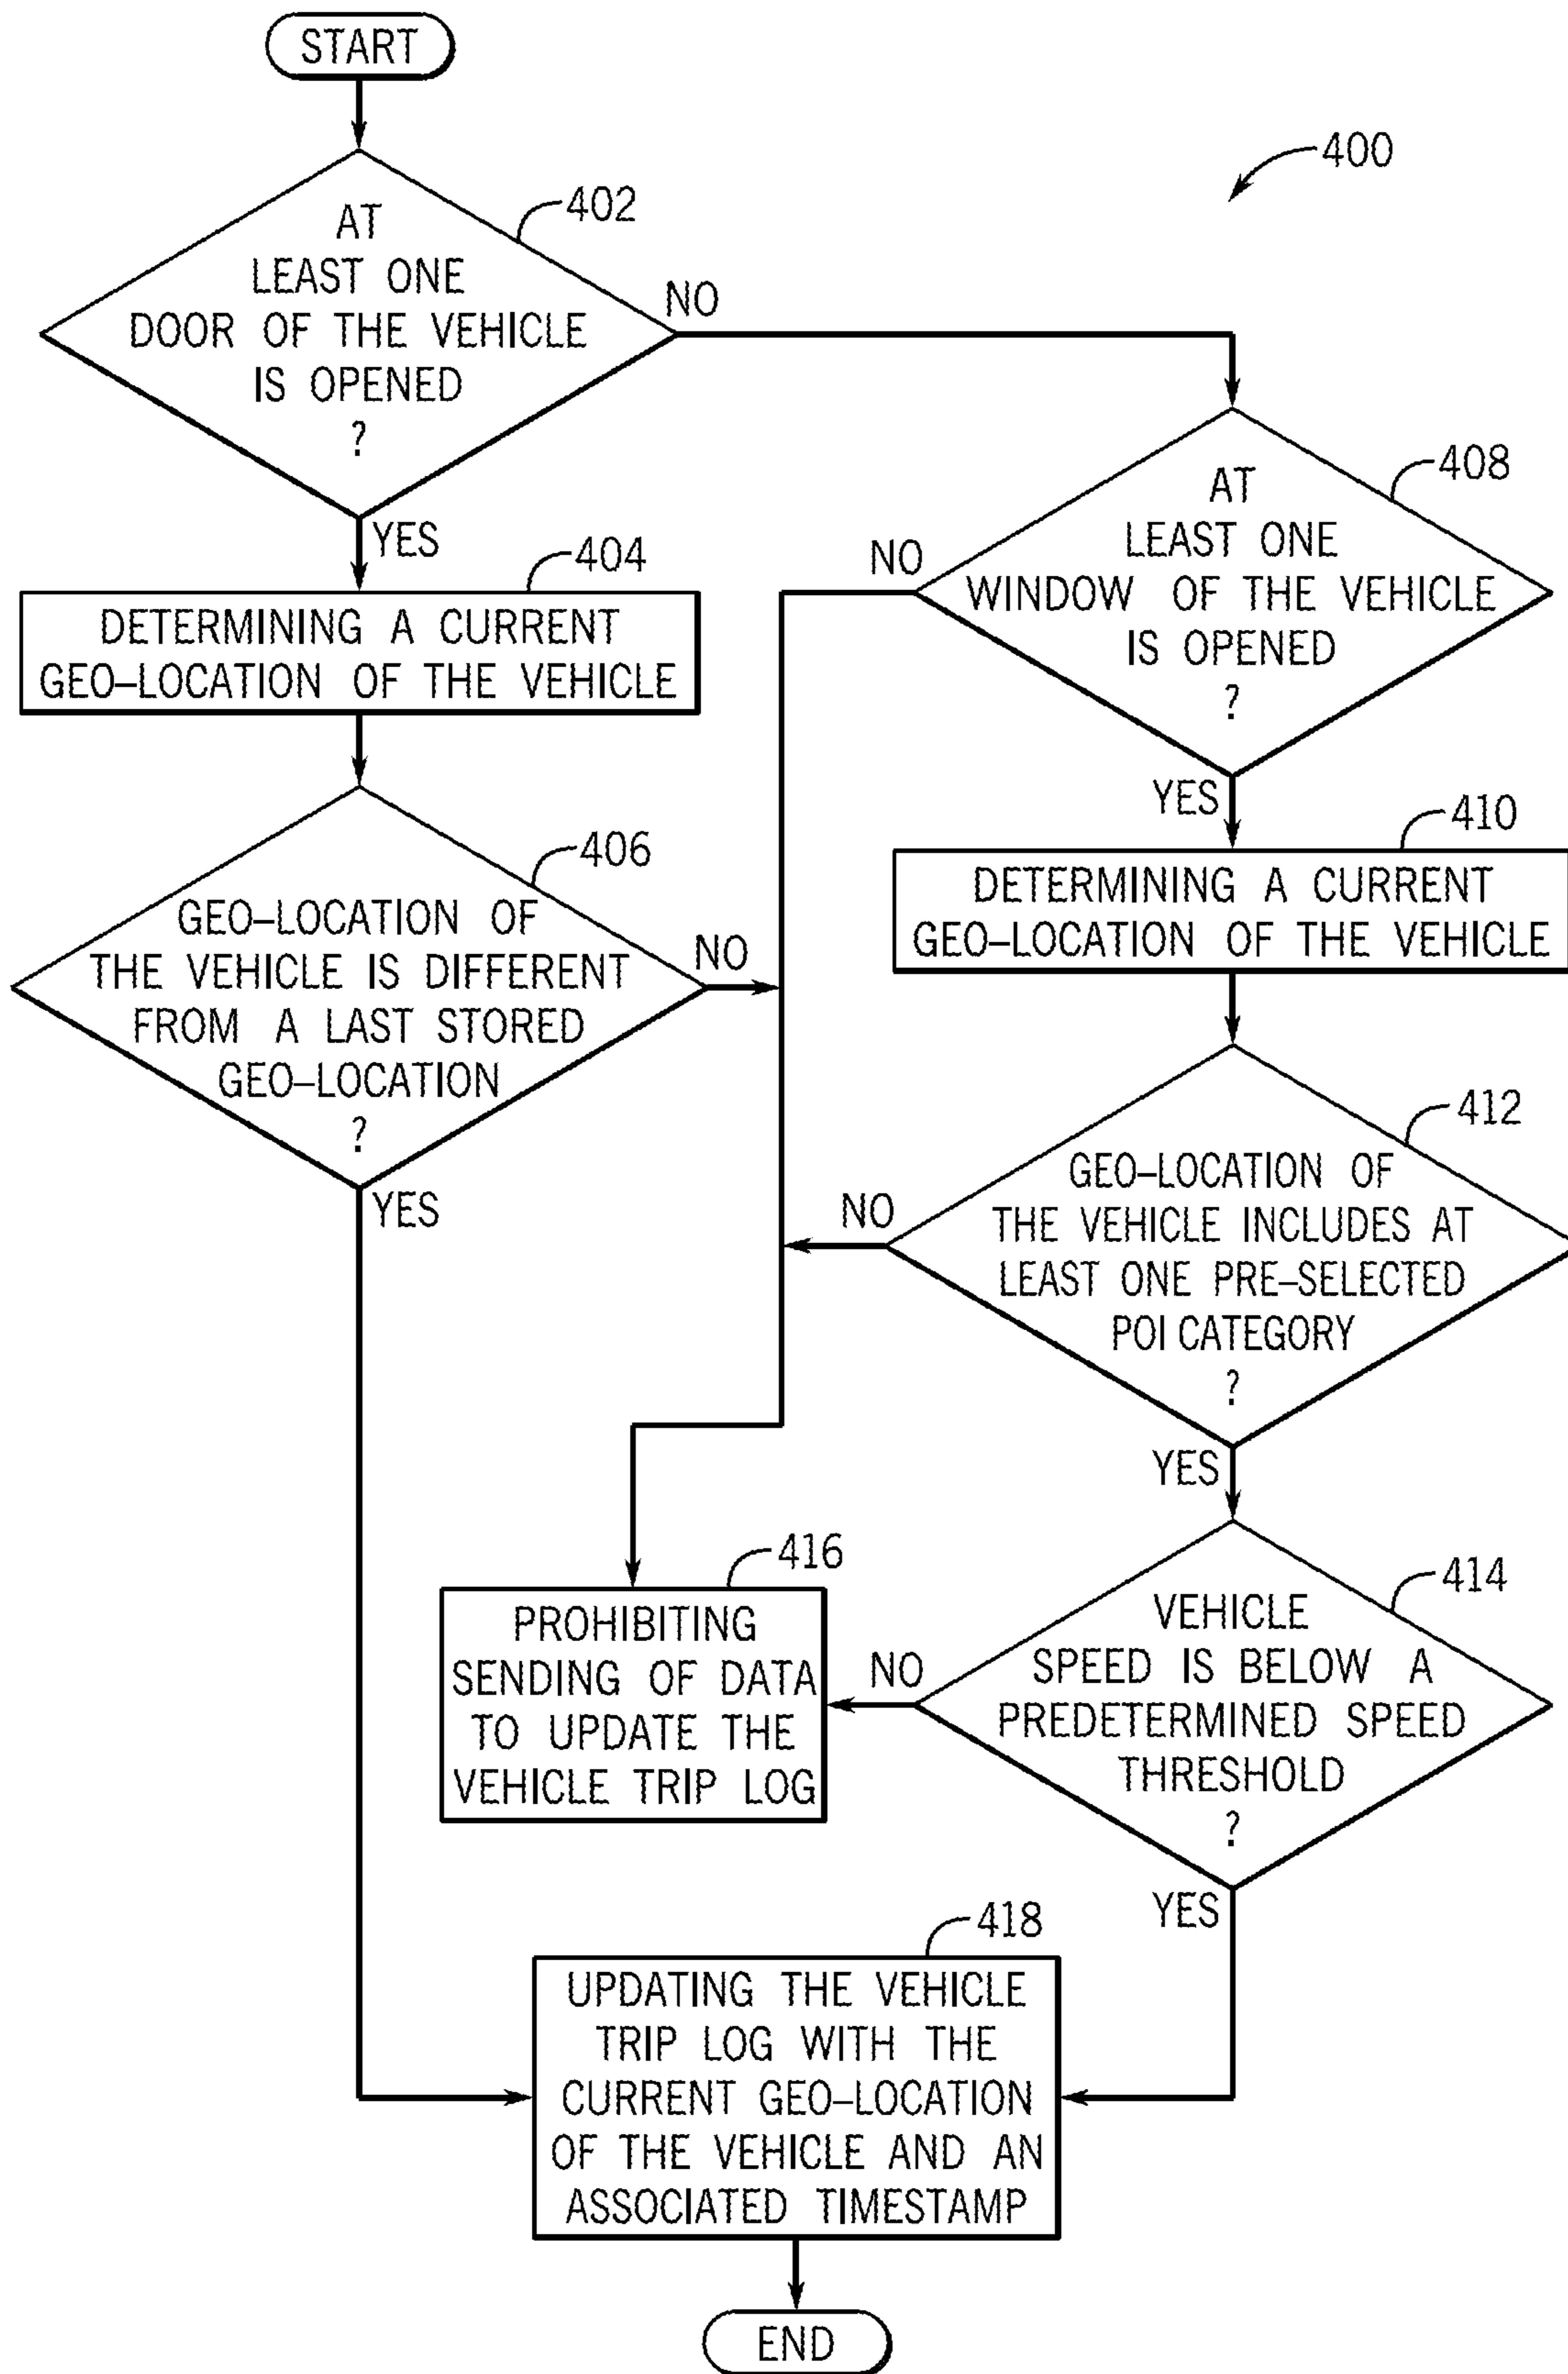 START
400
402
AT
LEAST ONE
DOOR OF THE VEHICLE
IS OPENED
?
NO
YES
404
DETERMINING A CURRENT
GEO–LOCATION OF THE VEHICLE
406
GEO–LOCATION OF
THE VEHICLE IS DIFFERENT
FROM A LAST STORED
GEO–LOCATION
?
NO
YES
408
AT
LEAST ONE
WINDOW OF THE VEHICLE
IS OPENED
?
NO
YES
410
DETERMINING A CURRENT
GEO–LOCATION OF THE VEHICLE
412
GEO–LOCATION OF
THE VEHICLE INCLUDES AT
LEAST ONE PRE–SELECTED
POI CATEGORY
?
NO
YES
414
VEHICLE
SPEED IS BELOW A
PREDETERMINED SPEED
THRESHOLD
?
NO
YES
416
PROHIBITING
SENDING OF DATA
TO UPDATE THE
VEHICLE TRIP LOG
418
UPDATING THE VEHICLE
TRIP LOG WITH THE
CURRENT GEO–LOCATION
OF THE VEHICLE AND AN
ASSOCIATED TIMESTAMP
END